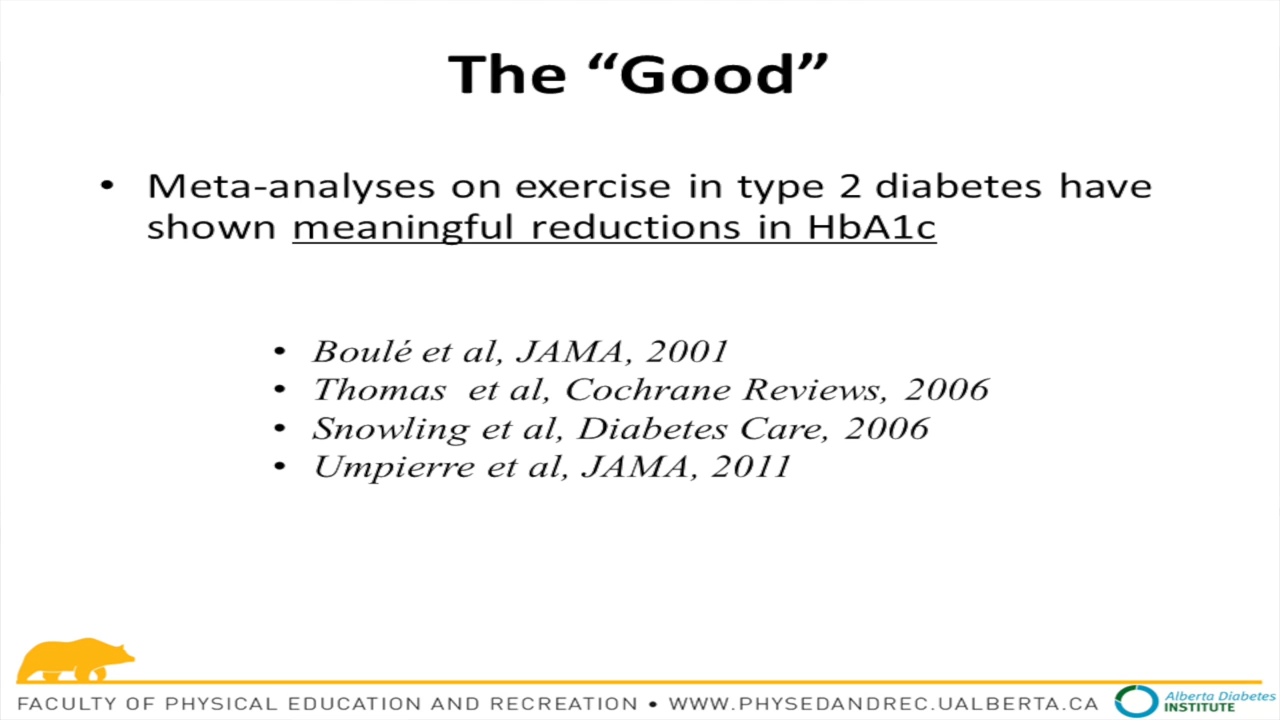 The “Good”
• Meta-analyses on exercise in type 2 diabetes have
shown meaningful reductions in HbA1c
• Boulé et al, JAMA, 2001
• Thomas et al, Cochrane Reviews, 2006
• Snowling et al, Diabetes Care, 2006
• Umpierre et al, JAMA, 2011
FACULTY OF PHYSICAL EDUCATION AND RECREATION • WWW.PHYSEDANDREC.UALBERTA.CA
Alberta Diabetes
INSTITUTE